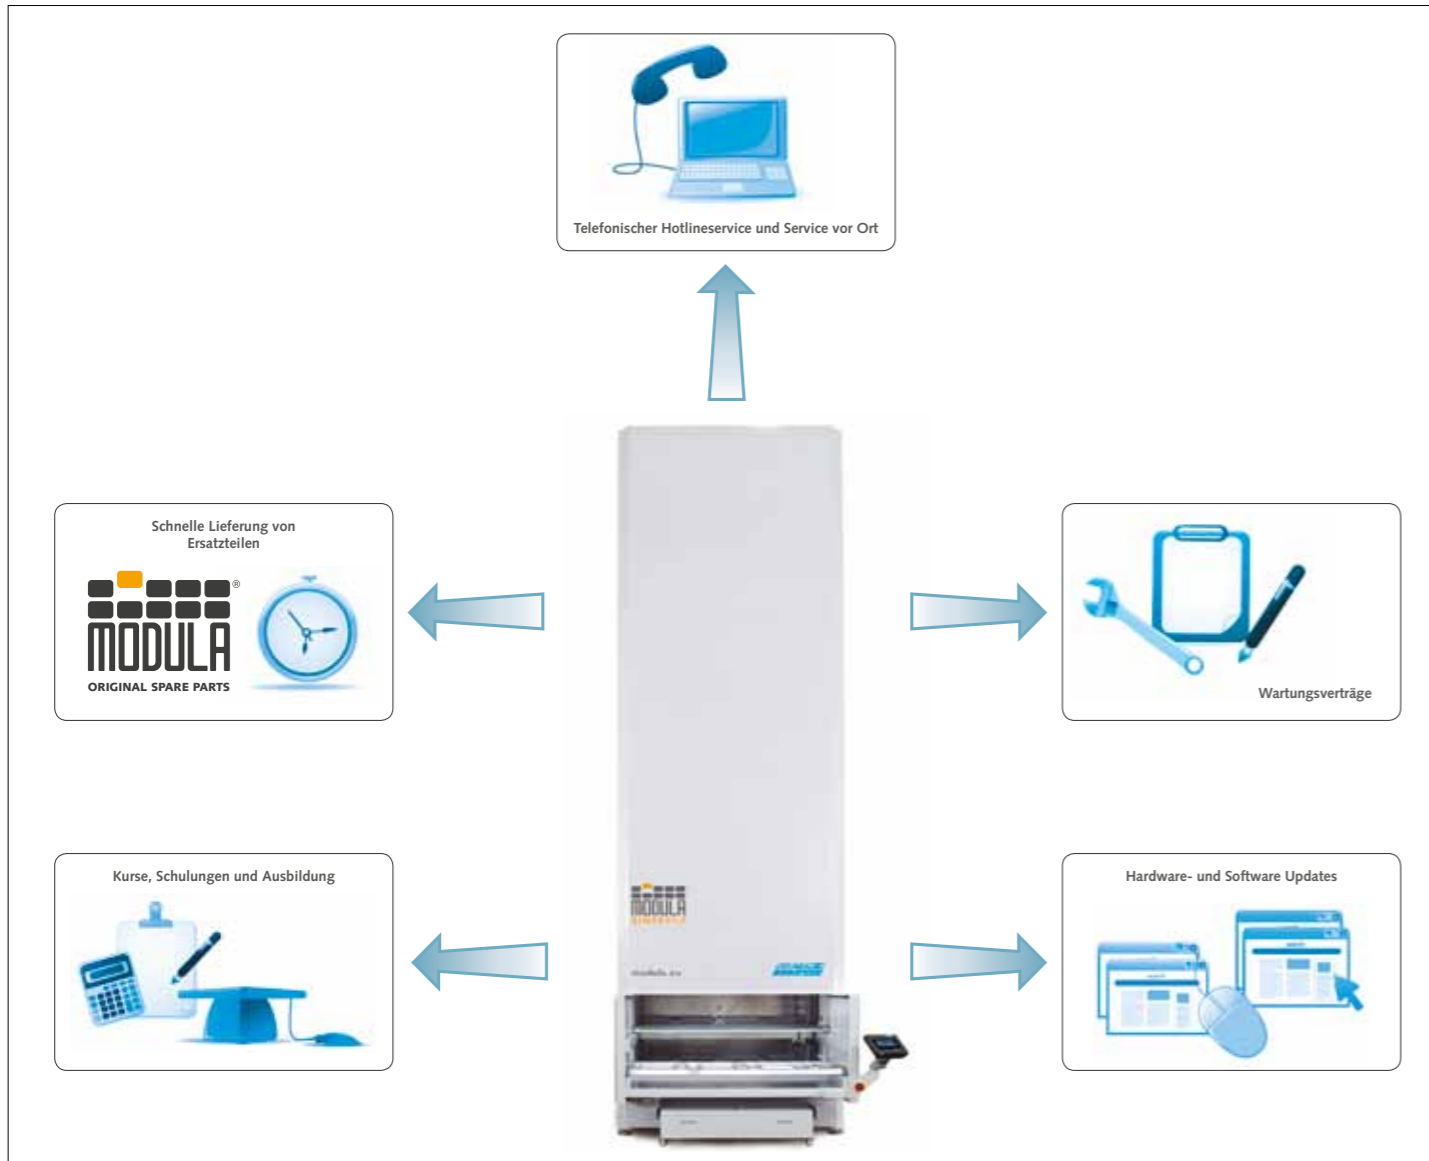 Telefonischer Hotlineservice und Service vor Ort
Schnelle Lieferung von
Ersatzteilen
MODULA®
ORIGINAL SPARE PARTS
Wartungsverträge
Kurse, Schulungen und Ausbildung
Hardware- und Software Updates
MODULA